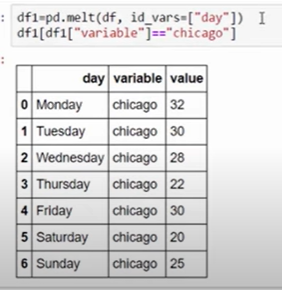 df1=pd.melt(df, id_vars=["day"])
df1[df1["variable"]=="chicago"]
day variable value
0 Monday chicago 32
1 Tuesday chicago 30
2 Wednesday chicago 28
3 Thursday chicago 22
4 Friday chicago 30
5 Saturday chicago 20
6 Sunday chicago 25